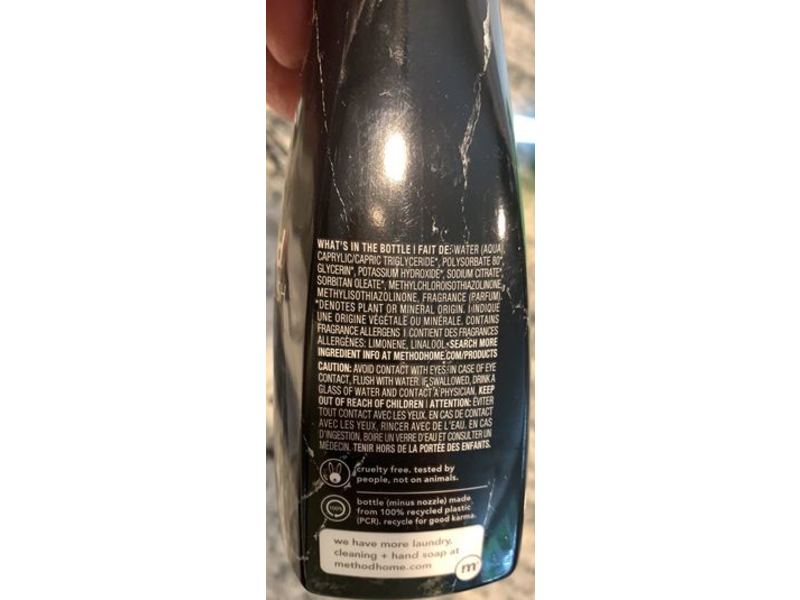 WHAT'S IN THE BOTTLE | FAIT DE: WATER (AQUA
CAPRYLIC/CAPRIC TRIGLYCERIDE*, POLYSORBATE 80*,
GLYCERIN*, POTASSIUM HYDROXIDE*, SODIUM CITRATE*,
SORBITAN OLEATE*, METHYLCHLOROISOTHIAZOLINONE,
METHYLISOTHIAZOLINONE, FRAGRANCE (PARFUM).
*DENOTES PLANT OR MINERAL ORIGIN. | INDIQUE
UNE ORIGINE VÉGÉTALE OU MINÉRALE. CONTAINS
FRAGRANCE ALLERGENS | CONTIENT DES FRAGRANCES
ALLERGÈNES: LIMONENE, LINALOOL. SEARCH MORE
INGREDIENT INFO AT METHODHOME.COM/PRODUCTS
CAUTION: AVOID CONTACT WITH EYES. IN CASE OF EYE
CONTACT, FLUSH WITH WATER. IF SWALLOWED, DRINK A
GLASS OF WATER AND CONTACT A PHYSICIAN. KEEP
OUT OF REACH OF CHILDREN | ATTENTION: ÉVITER
TOUT CONTACT AVEC LES YEUX. EN CAS DE CONTACT
AVEC LES YEUX, RINCER AVEC DE L'EAU. EN CAS
D'INGESTION, BOIRE UN VERRE D'EAU ET CONSULTER UN
MÉDECIN. TENIR HORS DE LA PORTÉE DES ENFANTS.
cruelty free. tested by
people, not on animals.
100%
bottle (minus nozzle) made
from 100% recycled plastic
(PCR). recycle for good karma.
we have more laundry,
cleaning + hand soap at
methodhome.com
m